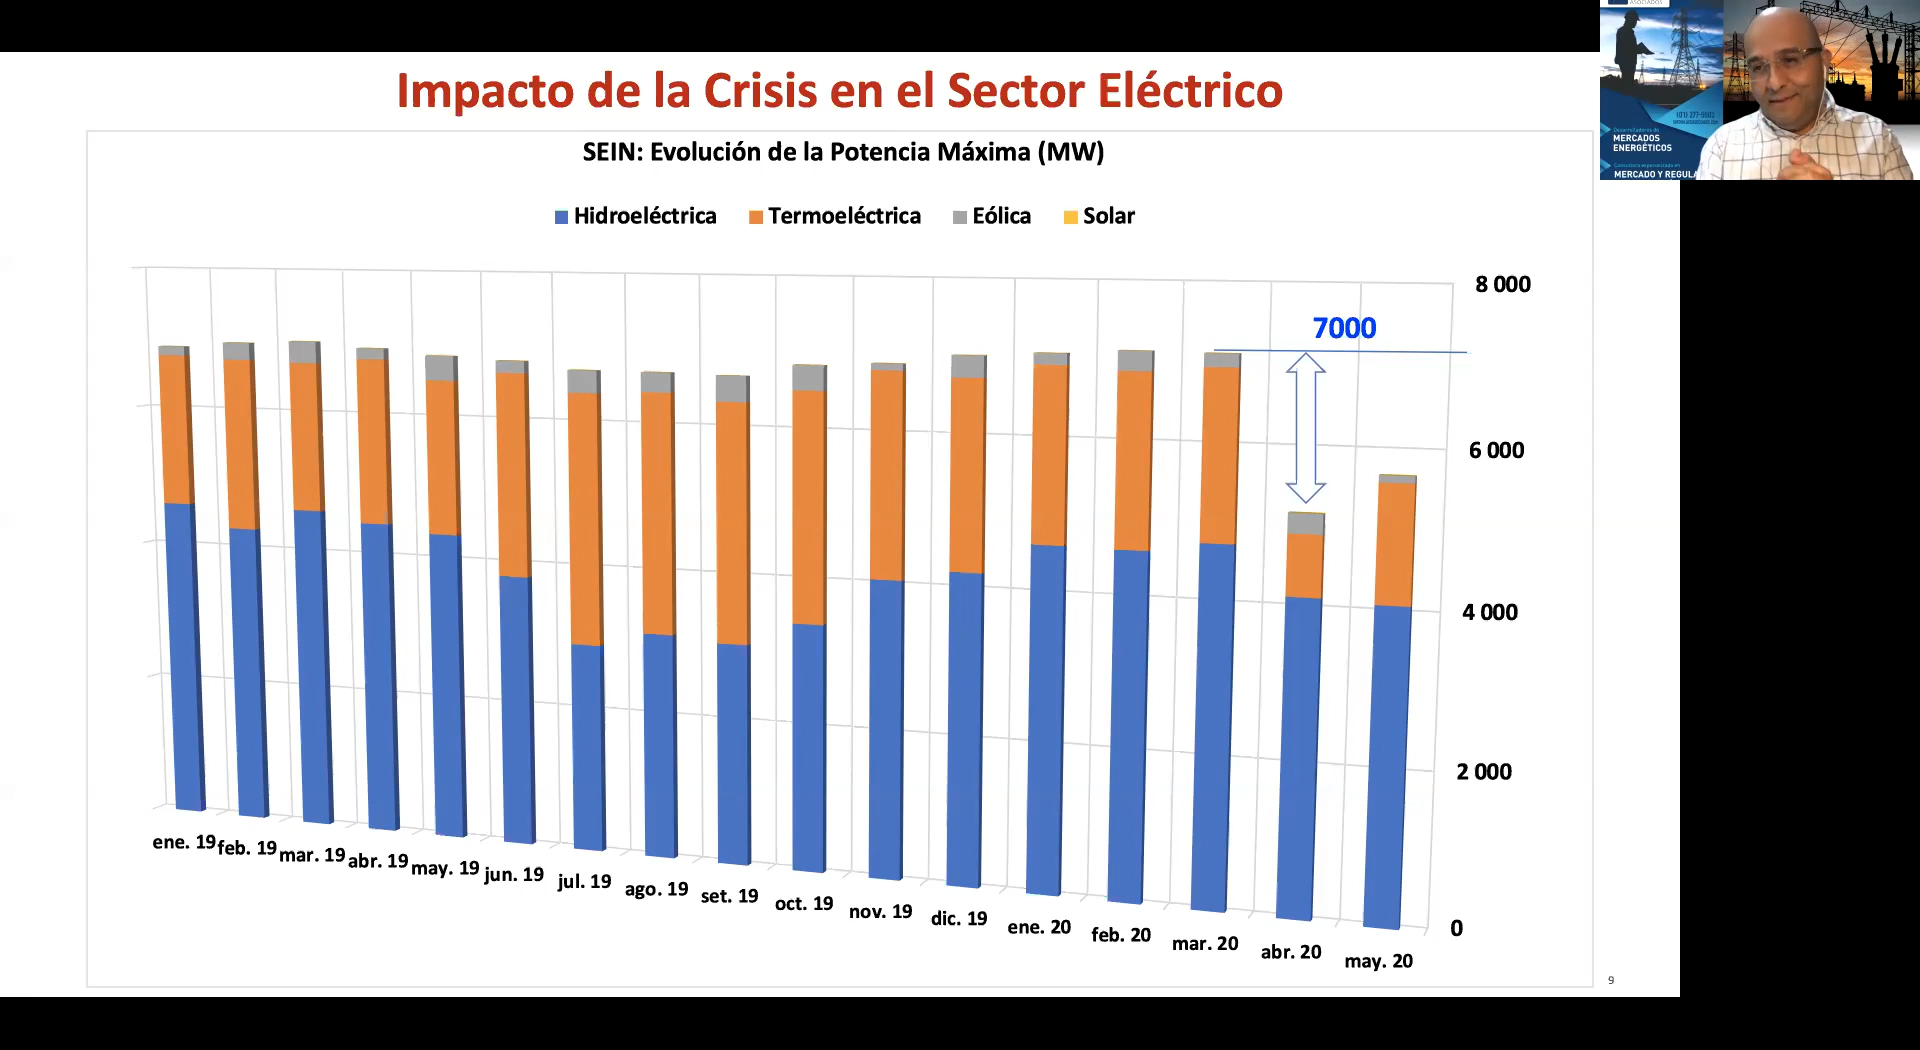 Impacto de la Crisis en el Sector Eléctrico
SEIN: Evolución de la Potencia Máxima (MW)
Hidroeléctrica Termoeléctrica Eólica Solar
8 000
7000
6 000
4 000
2 000
0
ene. 19 feb. 19 mar. 19 abr. 19 may. 19 jun. 19 jul. 19 ago. 19 set. 19 oct. 19 nov. 19 dic. 19 ene. 20 feb. 20 mar. 20 abr. 20 may. 20
9
ASOCIADOS
MERCADOS
ENERGÉTICOS
MERCADO Y REGULA